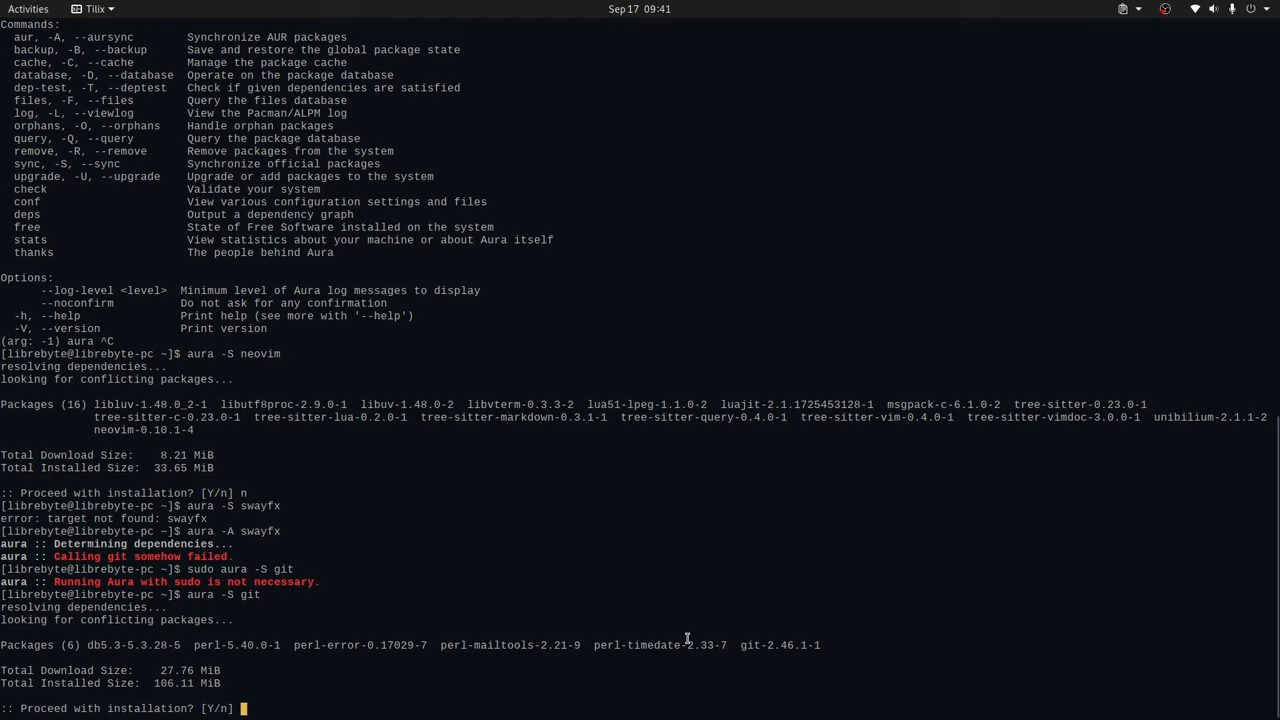 Activities Tilix Sep 17 09:41
Commands:
aur, -A, --aursync Synchronize AUR packages
backup, -B, --backup Save and restore the global package state
cache, -C, --cache Manage the package cache
database, -D, --database Operate on the package database
dep-test, -T, --deptest Check if given dependencies are satisfied
files, -F, --files Query the files database
log, -L, --viewlog View the Pacman/ALPM log
orphans, -O, --orphans Handle orphan packages
query, -Q, --query Query the package database
remove, -R, --remove Remove packages from the system
sync, -S, --sync Synchronize official packages
upgrade, -U, --upgrade Upgrade or add packages to the system
check Validate your system
conf View various configuration settings and files
deps Output a dependency graph
free State of Free Software installed on the system
stats View statistics about your machine or about Aura itself
thanks The people behind Aura
Options:
--log-level <level> Minimum level of Aura log messages to display
--noconfirm Do not ask for any confirmation
-h, --help Print help (see more with '--help')
-V, --version Print version
(arg: -1) aura ^C
[librebyte@librebyte-pc ~]$ aura -S neovim
resolving dependencies...
looking for conflicting packages...
Packages (16) libluv-1.48.0_2-1 libutf8proc-2.9.0-1 libuv-1.48.0-2 libvterm-0.3.3-2 lua51-lpeg-1.1.0-2 luajit-2.1.1725453128-1 msgpack-c-6.1.0-2 tree-sitter-0.23.0-1
tree-sitter-c-0.23.0-1 tree-sitter-lua-0.2.0-1 tree-sitter-markdown-0.3.1-1 tree-sitter-query-0.4.0-1 tree-sitter-vim-0.4.0-1 tree-sitter-vimdoc-3.0.0-1 unibilium-2.1.1-2
neovim-0.10.1-4
Total Download Size: 8.21 MiB
Total Installed Size: 33.65 MiB
:: Proceed with installation? [Y/n] n
[librebyte@librebyte-pc ~]$ aura -S swayfx
error: target not found: swayfx
[librebyte@librebyte-pc ~]$ aura -A swayfx
aura :: Determining dependencies...
aura :: Calling git somehow failed.
[librebyte@librebyte-pc ~]$ sudo aura -S git
aura :: Running Aura with sudo is not necessary.
[librebyte@librebyte-pc ~]$ aura -S git
resolving dependencies...
looking for conflicting packages...
Packages (6) db5.3-5.3.28-5 perl-5.40.0-1 perl-error-0.17029-7 perl-mailtools-2.21-9 perl-timedate-2.33-7 git-2.46.1-1
Total Download Size: 27.76 MiB
Total Installed Size: 106.11 MiB
:: Proceed with installation? [Y/n]